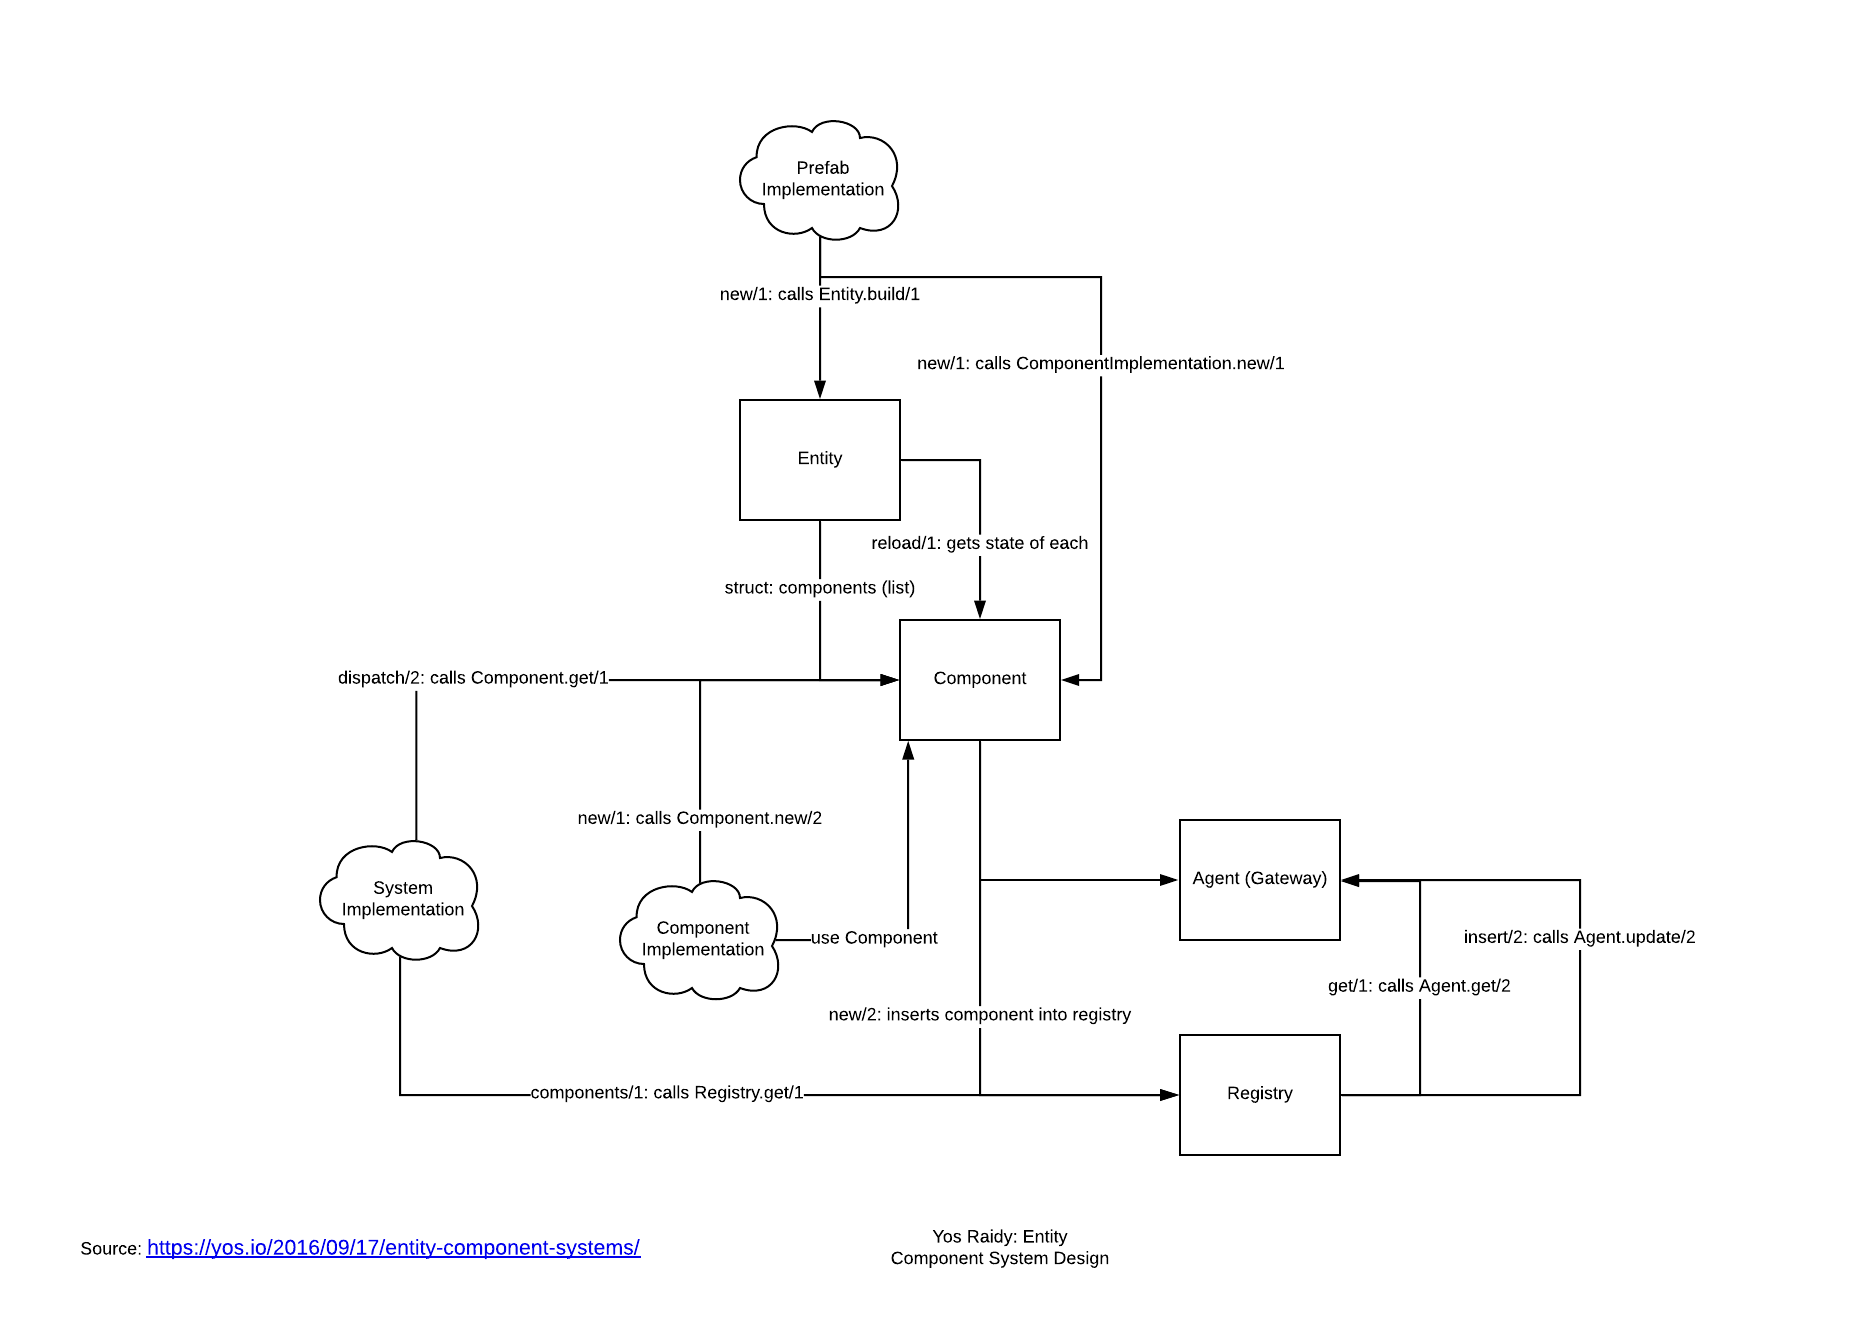 Prefab
Implementation
new/1: calls Entity.build/1
new/1: calls ComponentImplementation.new/1
Entity
reload/1: gets state of each
struct: components (list)
dispatch/2: calls Component.get/1
Component
new/1: calls Component.new/2
System
Implementation
Component
Implementation
use Component
Agent (Gateway)
insert/2: calls Agent.update/2
get/1: calls Agent.get/2
new/2: inserts component into registry
components/1: calls Registry.get/1
Registry
Source: https://yos.io/2016/09/17/entity-component-systems/
Yos Raidy: Entity
Component System Design